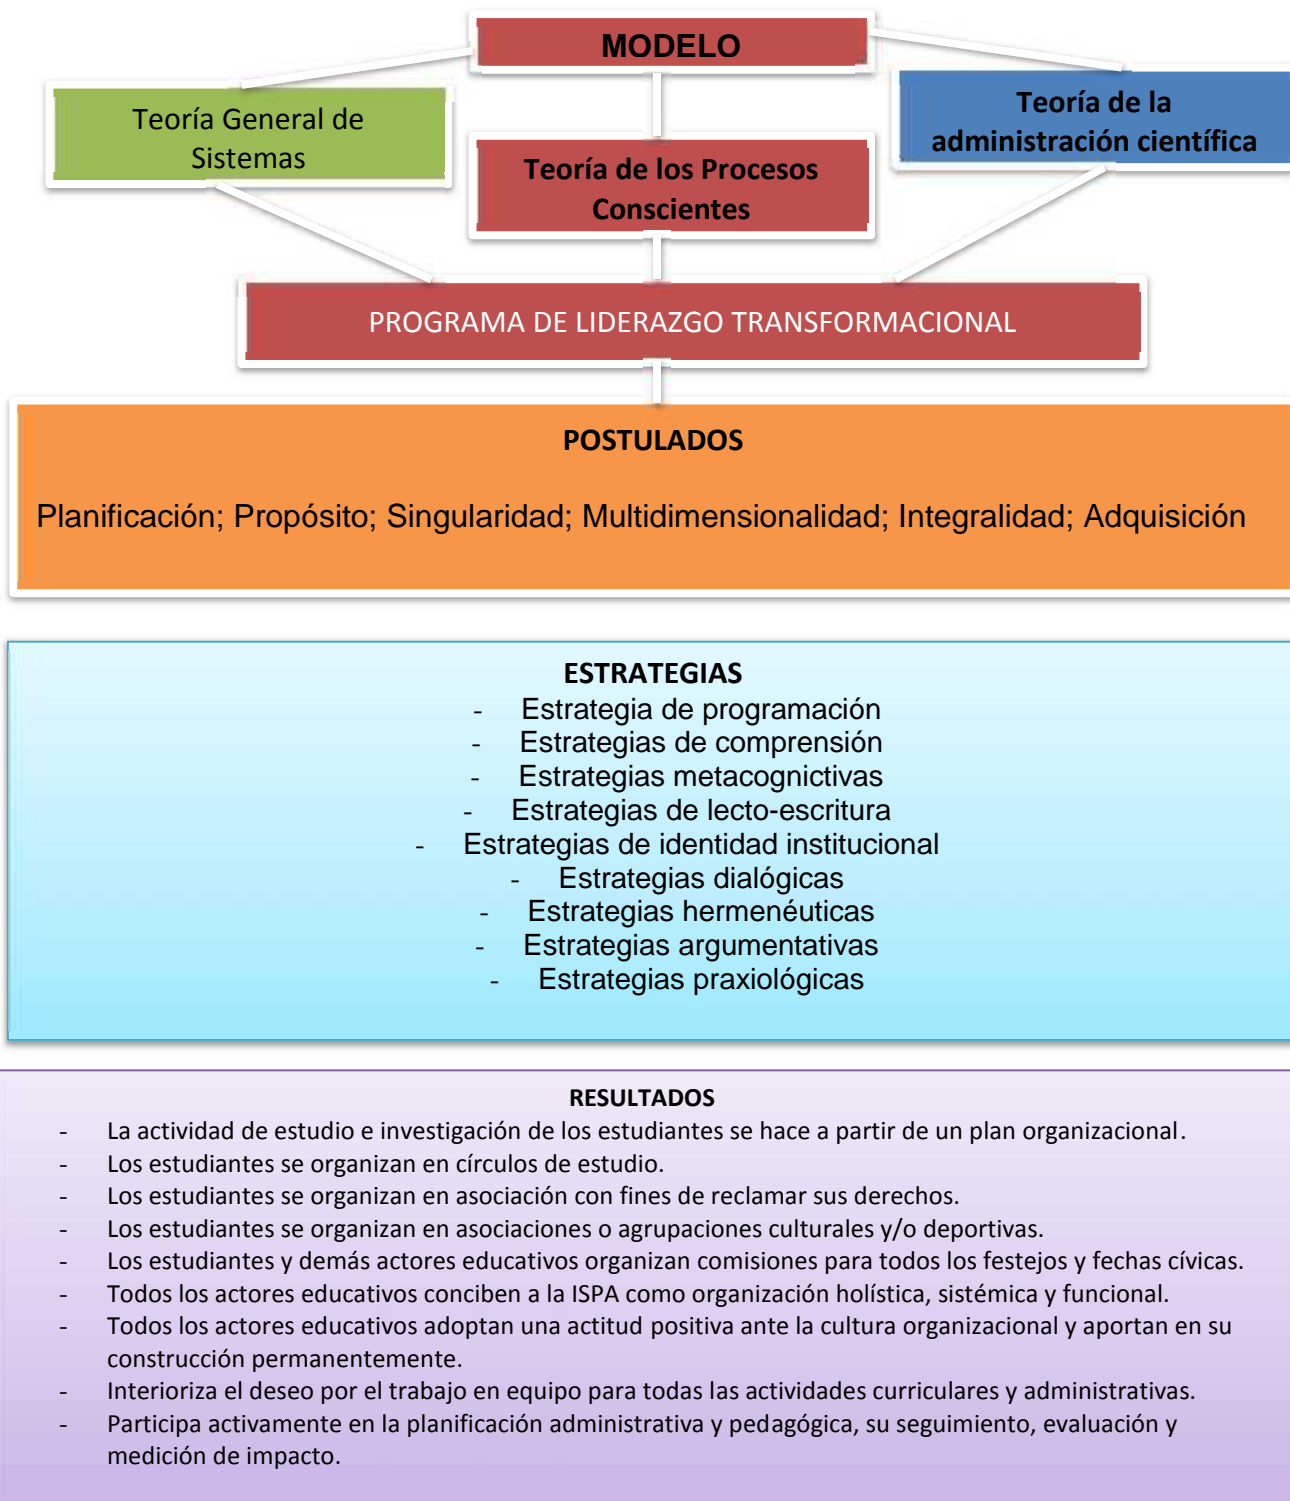 MODELO
Teoría General de
Sistemas
Teoría de los Procesos
Conscientes
Teoría de la
administración científica
PROGRAMA DE LIDERAZGO TRANSFORMACIONAL
POSTULADOS
Planificación; Propósito; Singularidad; Multidimensionalidad; Integralidad; Adquisición
ESTRATEGIAS
- Estrategia de programación
- Estrategias de comprensión
- Estrategias metacognictivas
- Estrategias de lecto-escritura
- Estrategias de identidad institucional
- Estrategias dialógicas
- Estrategias hermenéuticas
- Estrategias argumentativas
- Estrategias praxiológicas
RESULTADOS
- La actividad de estudio e investigación de los estudiantes se hace a partir de un plan organizacional.
- Los estudiantes se organizan en círculos de estudio.
- Los estudiantes se organizan en asociación con fines de reclamar sus derechos.
- Los estudiantes se organizan en asociaciones o agrupaciones culturales y/o deportivas.
- Los estudiantes y demás actores educativos organizan comisiones para todos los festejos y fechas cívicas.
- Todos los actores educativos conciben a la ISPA como organización holística, sistémica y funcional.
- Todos los actores educativos adoptan una actitud positiva ante la cultura organizacional y aportan en su
construcción permanentemente.
- Interioriza el deseo por el trabajo en equipo para todas las actividades curriculares y administrativas.
- Participa activamente en la planificación administrativa y pedagógica, su seguimiento, evaluación y
medición de impacto.